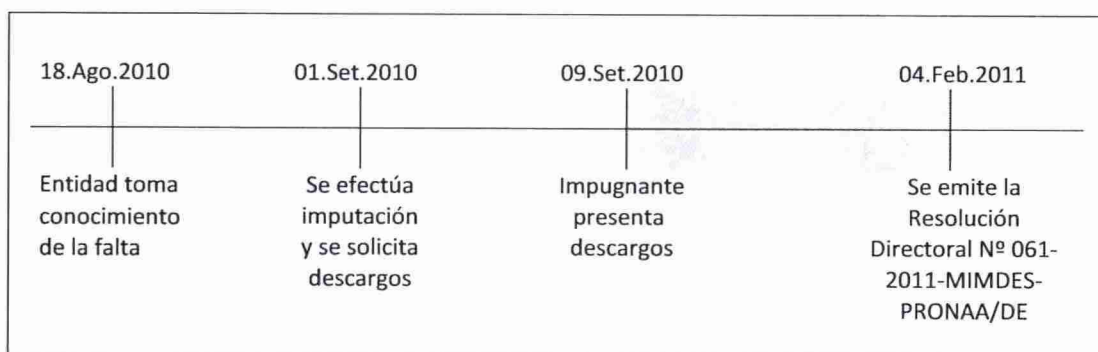 18.Ago.2010
01.Set.2010
09.Set.2010
04.Feb.2011
Entidad toma
conocimiento
de la falta
Se efectúa
imputación
y se solicita
descargos
Impugnante
presenta
descargos
Se emite la
Resolución
Directoral Nº 061-
2011-MIMDES-
PRONAA/DE